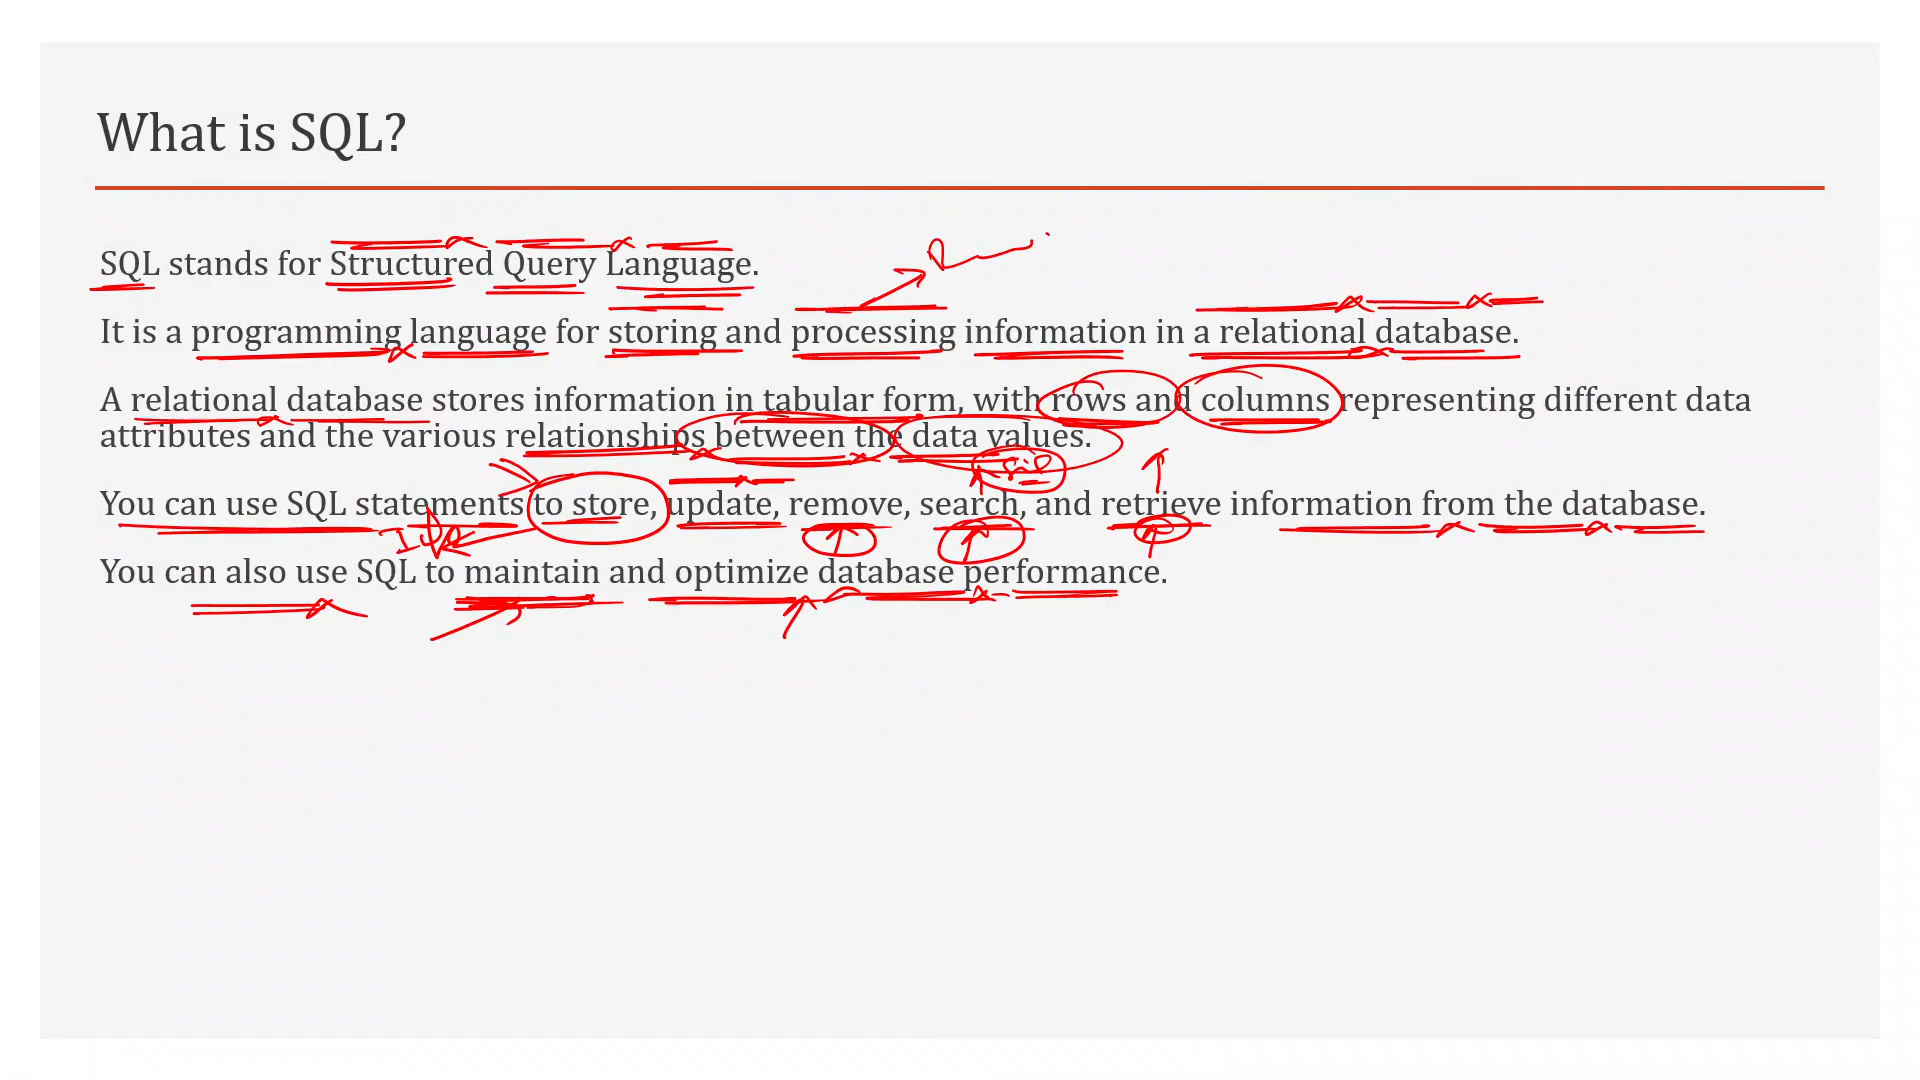 What is SQL?
SQL stands for Structured Query Language.
It is a programming language for storing and processing information in a relational database.
A relational database stores information in tabular form, with rows and columns representing different data
attributes and the various relationships between the data values.
You can use SQL statements to store, update, remove, search, and retrieve information from the database.
You can also use SQL to maintain and optimize database performance.